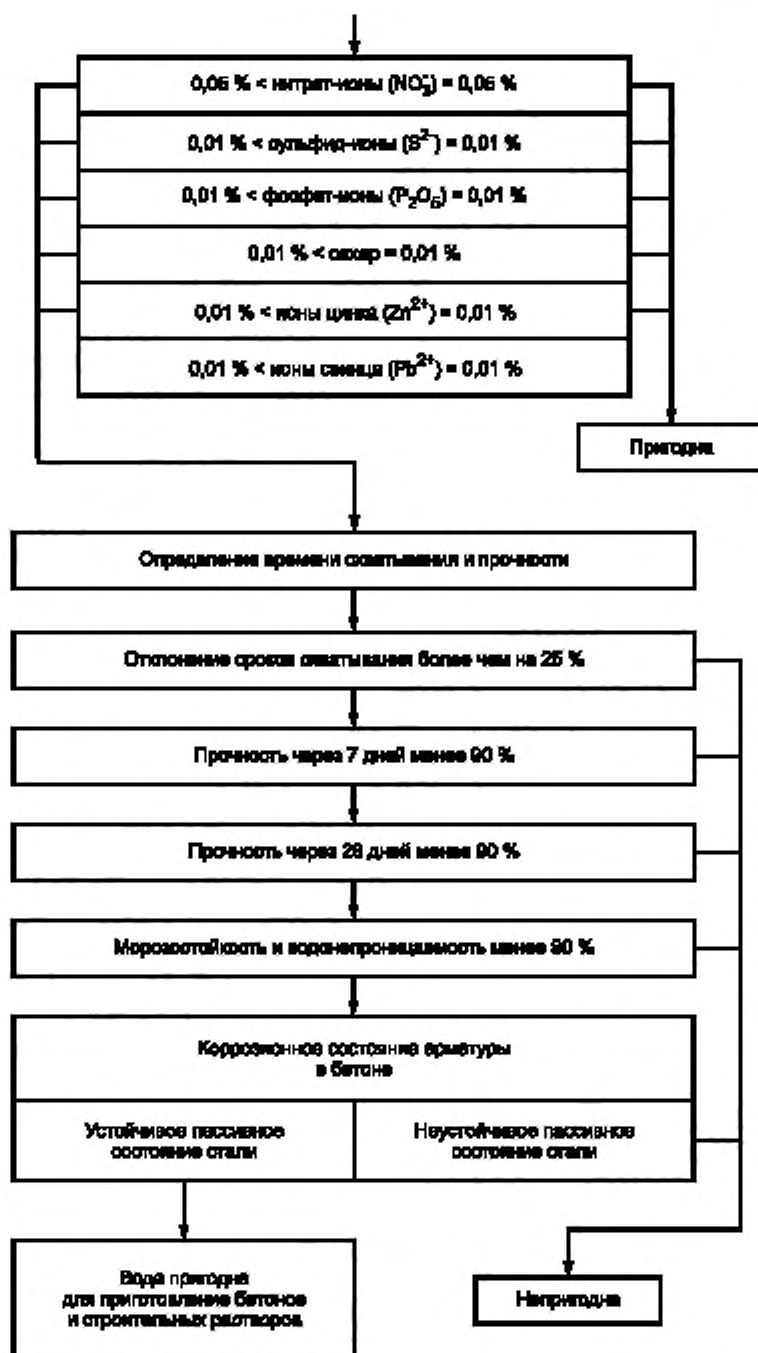 0,05 % < нитрат-ионы (NO₃⁻) = 0,05 %
0,01 % < сульфид-ионы (S²⁻) = 0,01 %
0,01 % < фосфат-ионы (P₂O₅) = 0,01 %
0,01 % < сахар = 0,01 %
0,01 % < ионы цинка (Zn²⁺) = 0,01 %
0,01 % < ионы свинца (Pb²⁺) = 0,01 %
Пригодна
Определение времени схватывания и прочности
Отклонение сроков схватывания более чем на 25 %
Прочность через 7 дней менее 90 %
Прочность через 28 дней менее 90 %
Морозостойкость и водонепроницаемость менее 90 %
Коррозионное состояние арматуры
в бетоне
Устойчивое пассивное
состояние стали
Неустойчивое пассивное
состояние стали
Вода пригодна
для приготовление бетонов
и строительных растворов
Непригодна